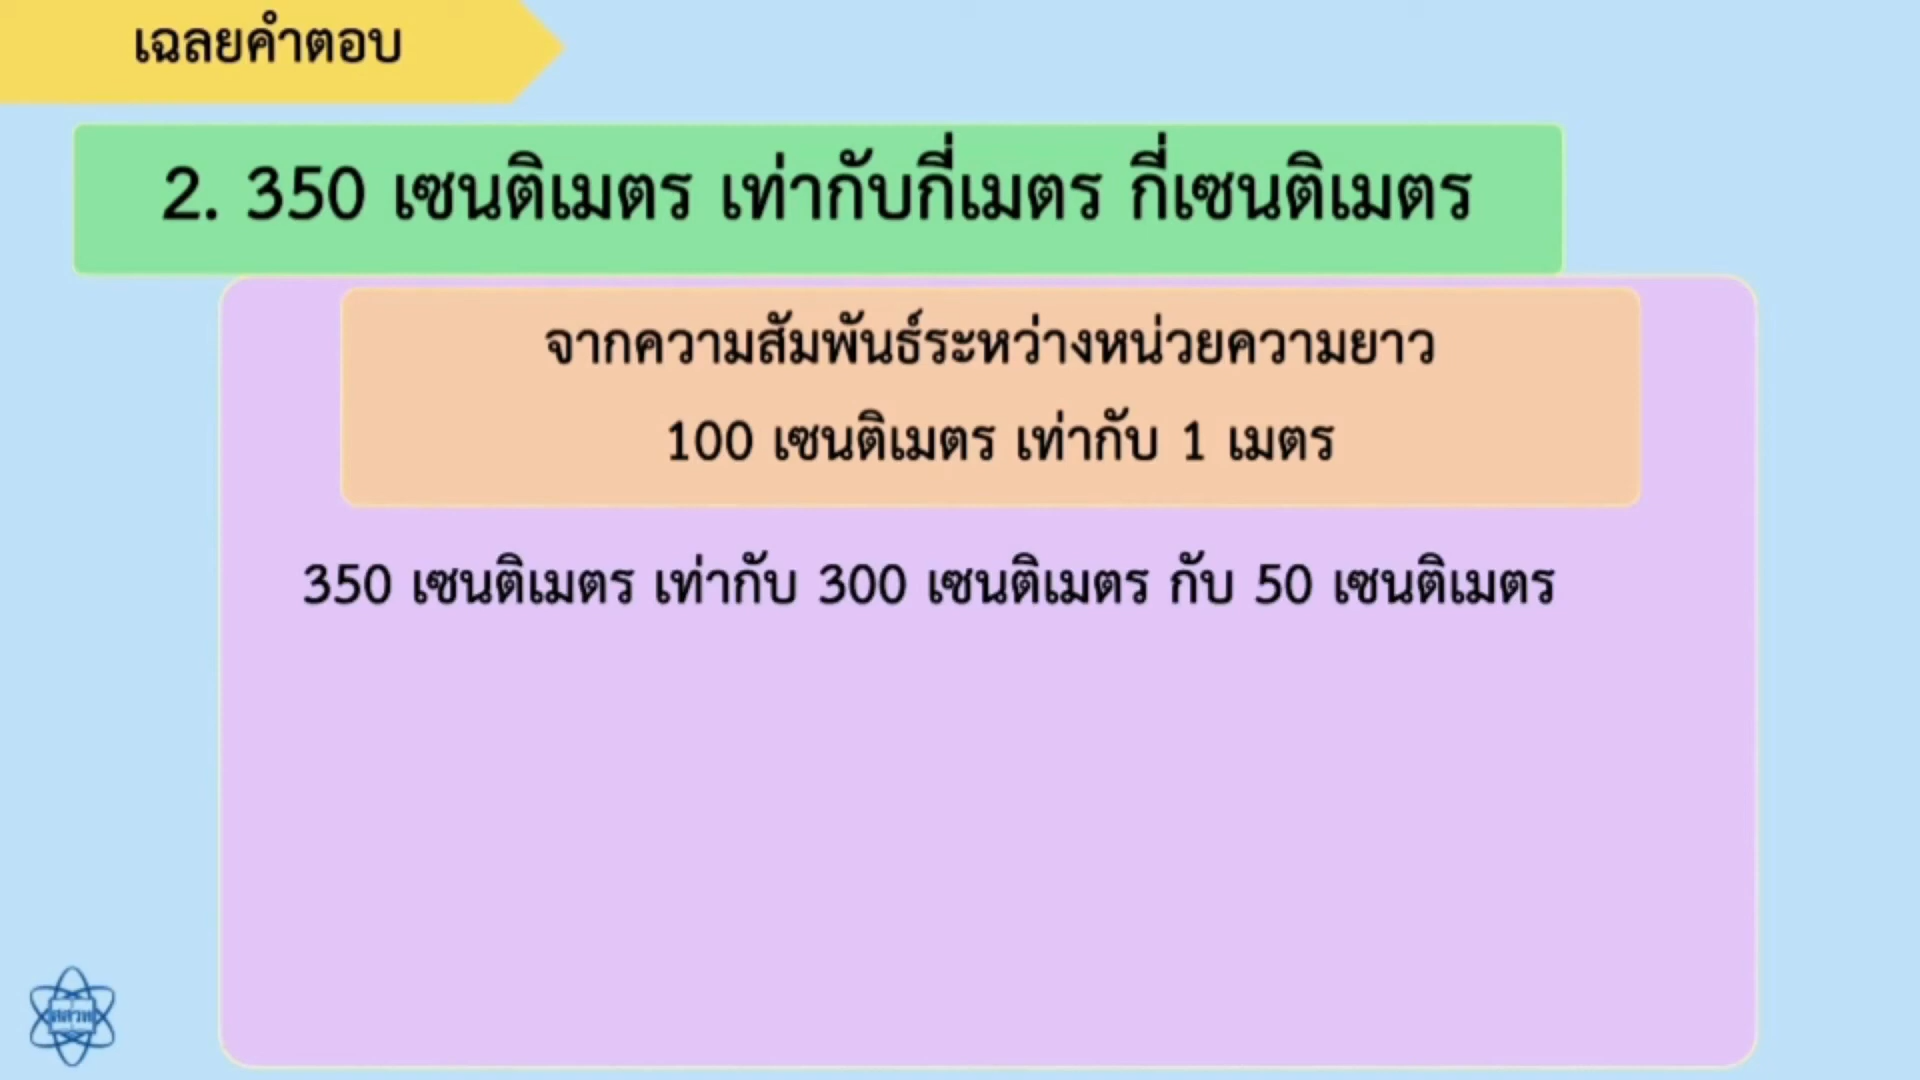 เฉลยคำตอบ
2. 350 เซนติเมตร เท่ากับกี่เมตร กี่เซนติเมตร
จากความสัมพันธ์ระหว่างหน่วยความยาว
100 เซนติเมตร เท่ากับ 1 เมตร
350 เซนติเมตร เท่ากับ 300 เซนติเมตร กับ 50 เซนติเมตร
สสวท